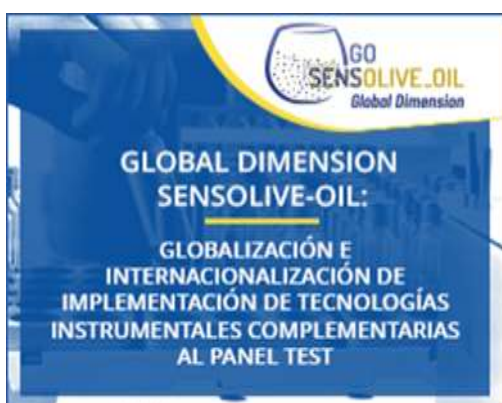 GO
SENSOLIVE_OIL
Global Dimension
GLOBAL DIMENSION
SENSOLIVE-OIL:
GLOBALIZACIÓN E
INTERNACIONALIZACIÓN DE
IMPLEMENTACIÓN DE TECNOLOGÍAS
INSTRUMENTALES COMPLEMENTARIAS
AL PANEL TEST